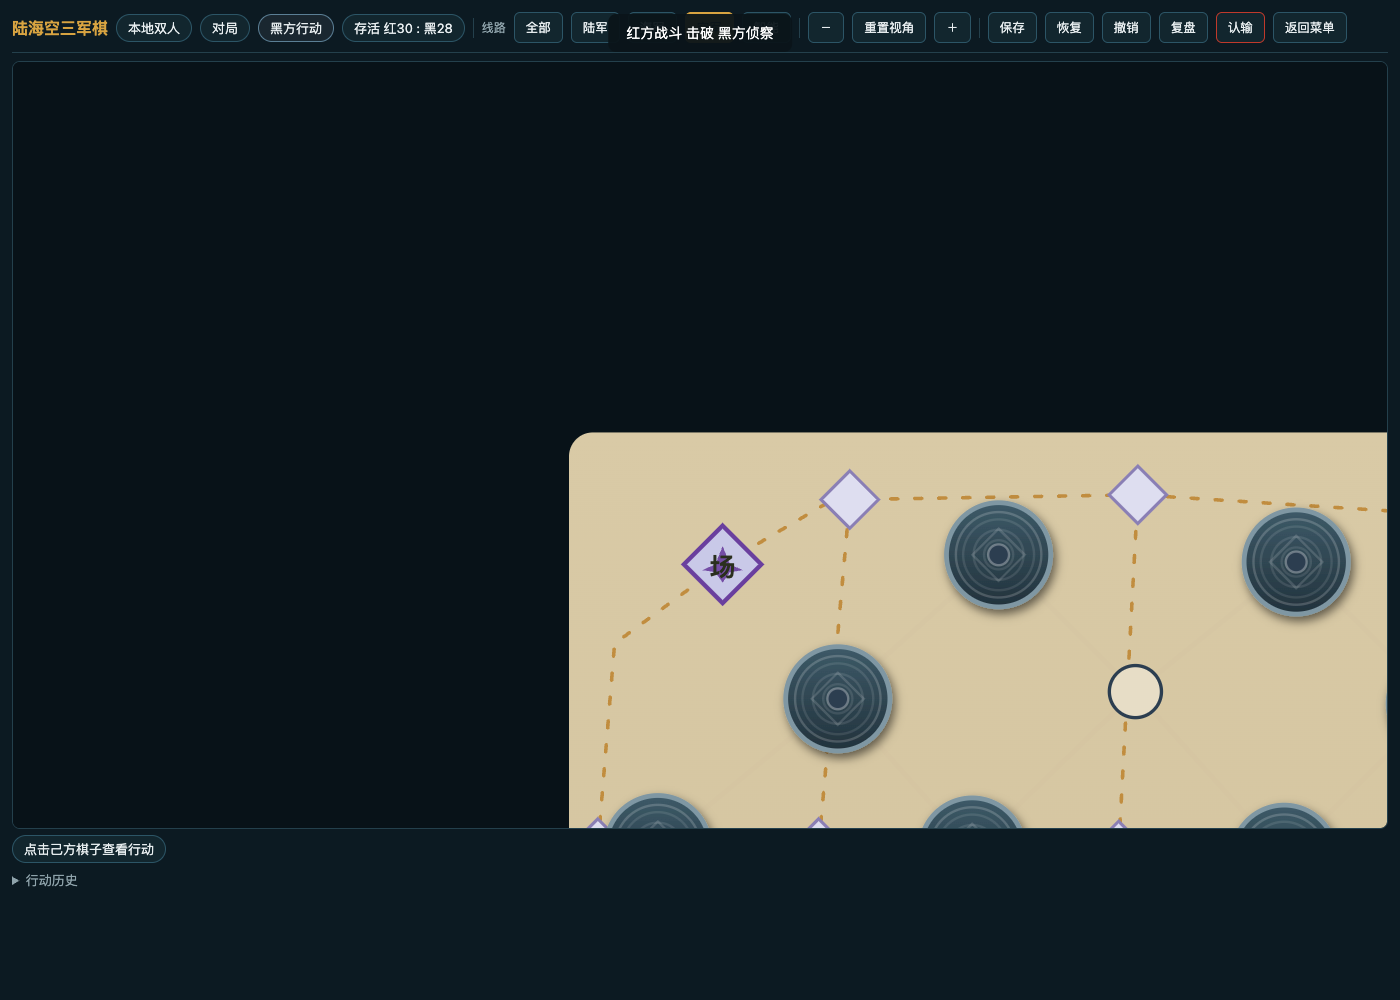 陆海空三军棋 本地双人 对局 黑方行动 存活 红30 : 黑28 线路 全部 陆军 − 重置视角 + 保存 恢复 撤销 复盘 认输 返回菜单
红方战斗 击破 黑方侦察
场
点击己方棋子查看行动
▶ 行动历史